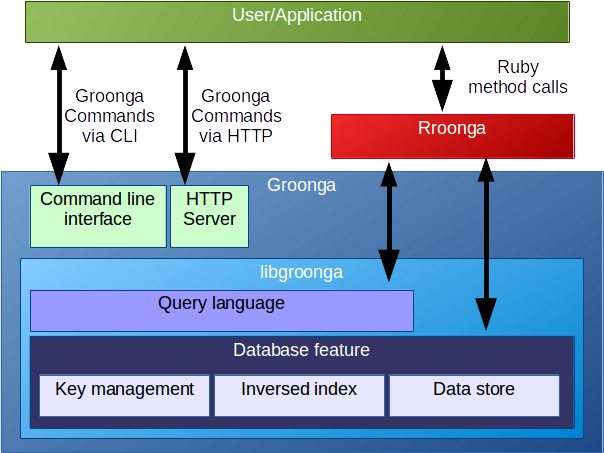 User/Application
Groonga
Commands
via CLI
Groonga
Commands
via HTTP
Ruby
method calls
Rroonga
Groonga
Command line
interface
HTTP
Server
libgroonga
Query language
Database feature
Key management
Inversed index
Data store